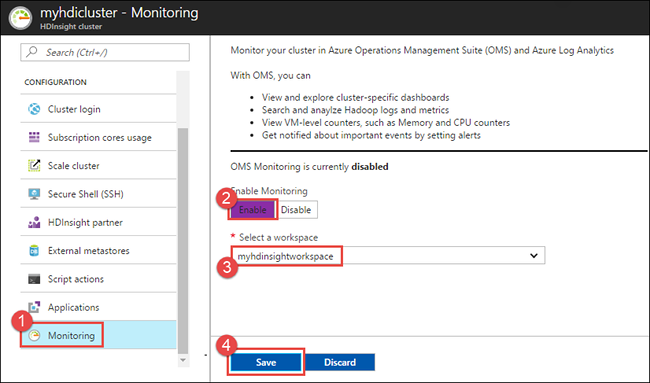 myhdicluster - Monitoring
HDInsight cluster
Search (Ctrl+/)
CONFIGURATION
Cluster login
Subscription cores usage
Scale cluster
Secure Shell (SSH)
HDInsight partner
External metastores
Script actions
Applications
1
Monitoring
Monitor your cluster in Azure Operations Management Suite (OMS) and Azure Log Analytics
With OMS, you can
• View and explore cluster-specific dashboards
• Search and anaylze Hadoop logs and metrics
• View VM-level counters, such as Memory and CPU counters
• Get notified about important events by setting alerts
OMS Monitoring is currently disabled
Enable Monitoring
2
Enable Disable
* Select a workspace
myhdinsightworkspace
3
4
Save Discard